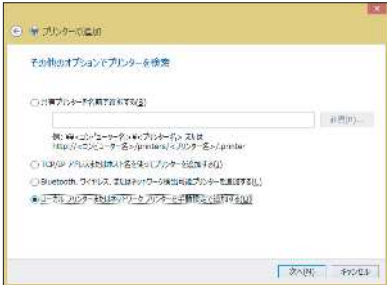 プリンターの追加
その他のオプションでプリンターを検索
共有プリンターを名前で選択する(S)
参照(R)...
例: ¥¥<コンピューター名>¥<プリンター名> または
http://<コンピューター名>/printers/<プリンター名>/.printer
TCP/IP アドレスまたはホスト名を使ってプリンターを追加する(I)
Bluetooth、ワイヤレス、またはネットワーク検出可能プリンターを追加する(L)
ローカル プリンターまたはネットワーク プリンターを手動設定で追加する(O)
次へ(N)
キャンセル